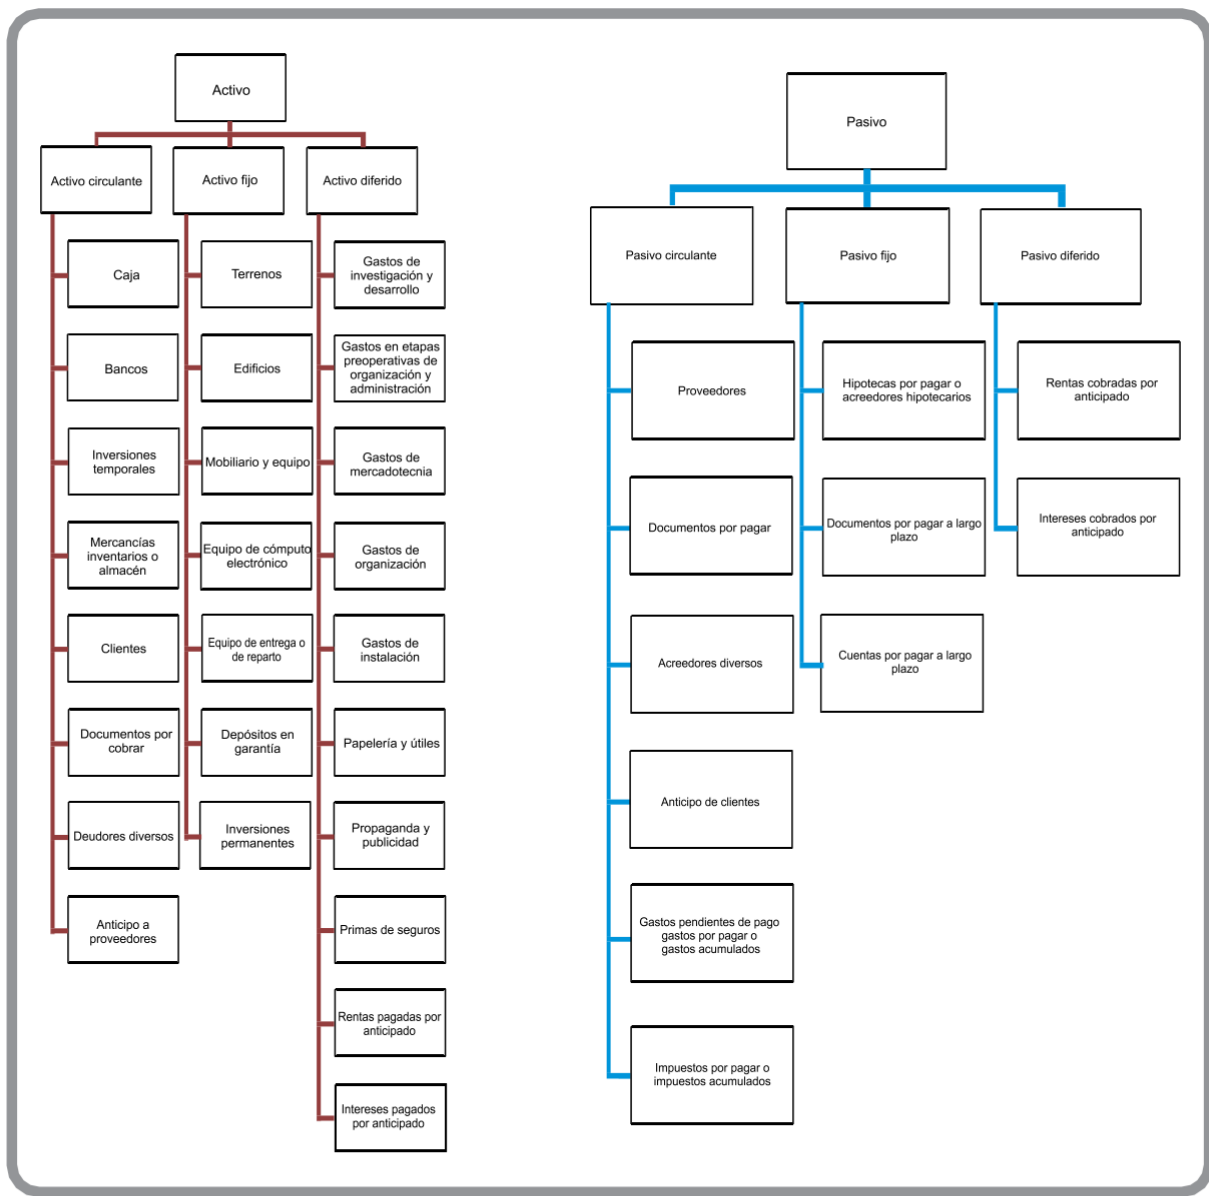 Activo
Activo circulante
Activo fijo
Activo diferido
Caja
Bancos
Inversiones
temporales
Mercancías
inventarios o
almacén
Clientes
Documentos por
cobrar
Deudores diversos
Anticipo a
proveedores
Terrenos
Edificios
Mobiliario y equipo
Equipo de cómputo
electrónico
Equipo de entrega o
de reparto
Depósitos en
garantía
Inversiones
permanentes
Gastos de
investigación y
desarrollo
Gastos en etapas
preoperativas de
organización y
administración
Gastos de
mercadotecnia
Gastos de
organización
Gastos de
instalación
Papelería y útiles
Propaganda y
publicidad
Primas de seguros
Rentas pagadas por
anticipado
Intereses pagados
por anticipado
Pasivo
Pasivo circulante
Pasivo fijo
Pasivo diferido
Proveedores
Documentos por pagar
Acreedores diversos
Anticipo de clientes
Gastos pendientes de pago
gastos por pagar o
gastos acumulados
Impuestos por pagar o
impuestos acumulados
Hipotecas por pagar o
acreedores hipotecarios
Documentos por pagar a largo
plazo
Cuentas por pagar a largo
plazo
Rentas cobradas por
anticipado
Intereses cobrados por
anticipado